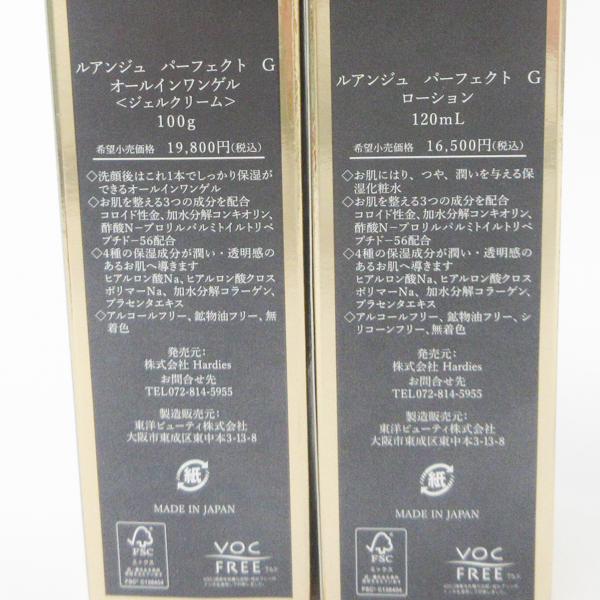 ルアンジュ　パーフェクト　G
オールインワンゲル
＜ジェルクリーム＞
100g
希望小売価格　19,800円(税込)
◇洗顔後はこれ1本でしっかり保湿が
できるオールインワンゲル
◇お肌を整える3つの成分を配合
コロイド性金、加水分解コンキオリン、
酢酸N−プロリルパルミトイルトリペ
プチド−56配合
◇4種の保湿成分が潤い・透明感の
あるお肌へ導きます
ヒアルロン酸Na、ヒアルロン酸クロス
ポリマーNa、加水分解コラーゲン、
プラセンタエキス
◇アルコールフリー、鉱物油フリー、無
着色
発売元：
株式会社 Hardies
お問合せ先
TEL072-814-5955
製造販売元：
東洋ビューティ株式会社
大阪市東成区東中本3-13-8
紙
MADE IN JAPAN
FSC
ミックス
FSC® C138404
VOC
FREE
ルアンジュ　パーフェクト　G
ローション
120mL
希望小売価格　16,500円(税込)
◇お肌にはり、つや、潤いを与える保
湿化粧水
◇お肌を整える3つの成分を配合
コロイド性金、加水分解コンキオリン、
酢酸N−プロリルパルミトイルトリペ
プチド−56配合
◇4種の保湿成分が潤い・透明感の
あるお肌へ導きます
ヒアルロン酸Na、ヒアルロン酸クロス
ポリマーNa、加水分解コラーゲン、
プラセンタエキス
◇アルコールフリー、鉱物油フリー、シ
リコーンフリー、無着色
発売元：
株式会社 Hardies
お問合せ先
TEL072-814-5955
製造販売元：
東洋ビューティ株式会社
大阪市東成区東中本3-13-8
紙
MADE IN JAPAN
FSC
ミックス
FSC® C138404
VOC
FREE